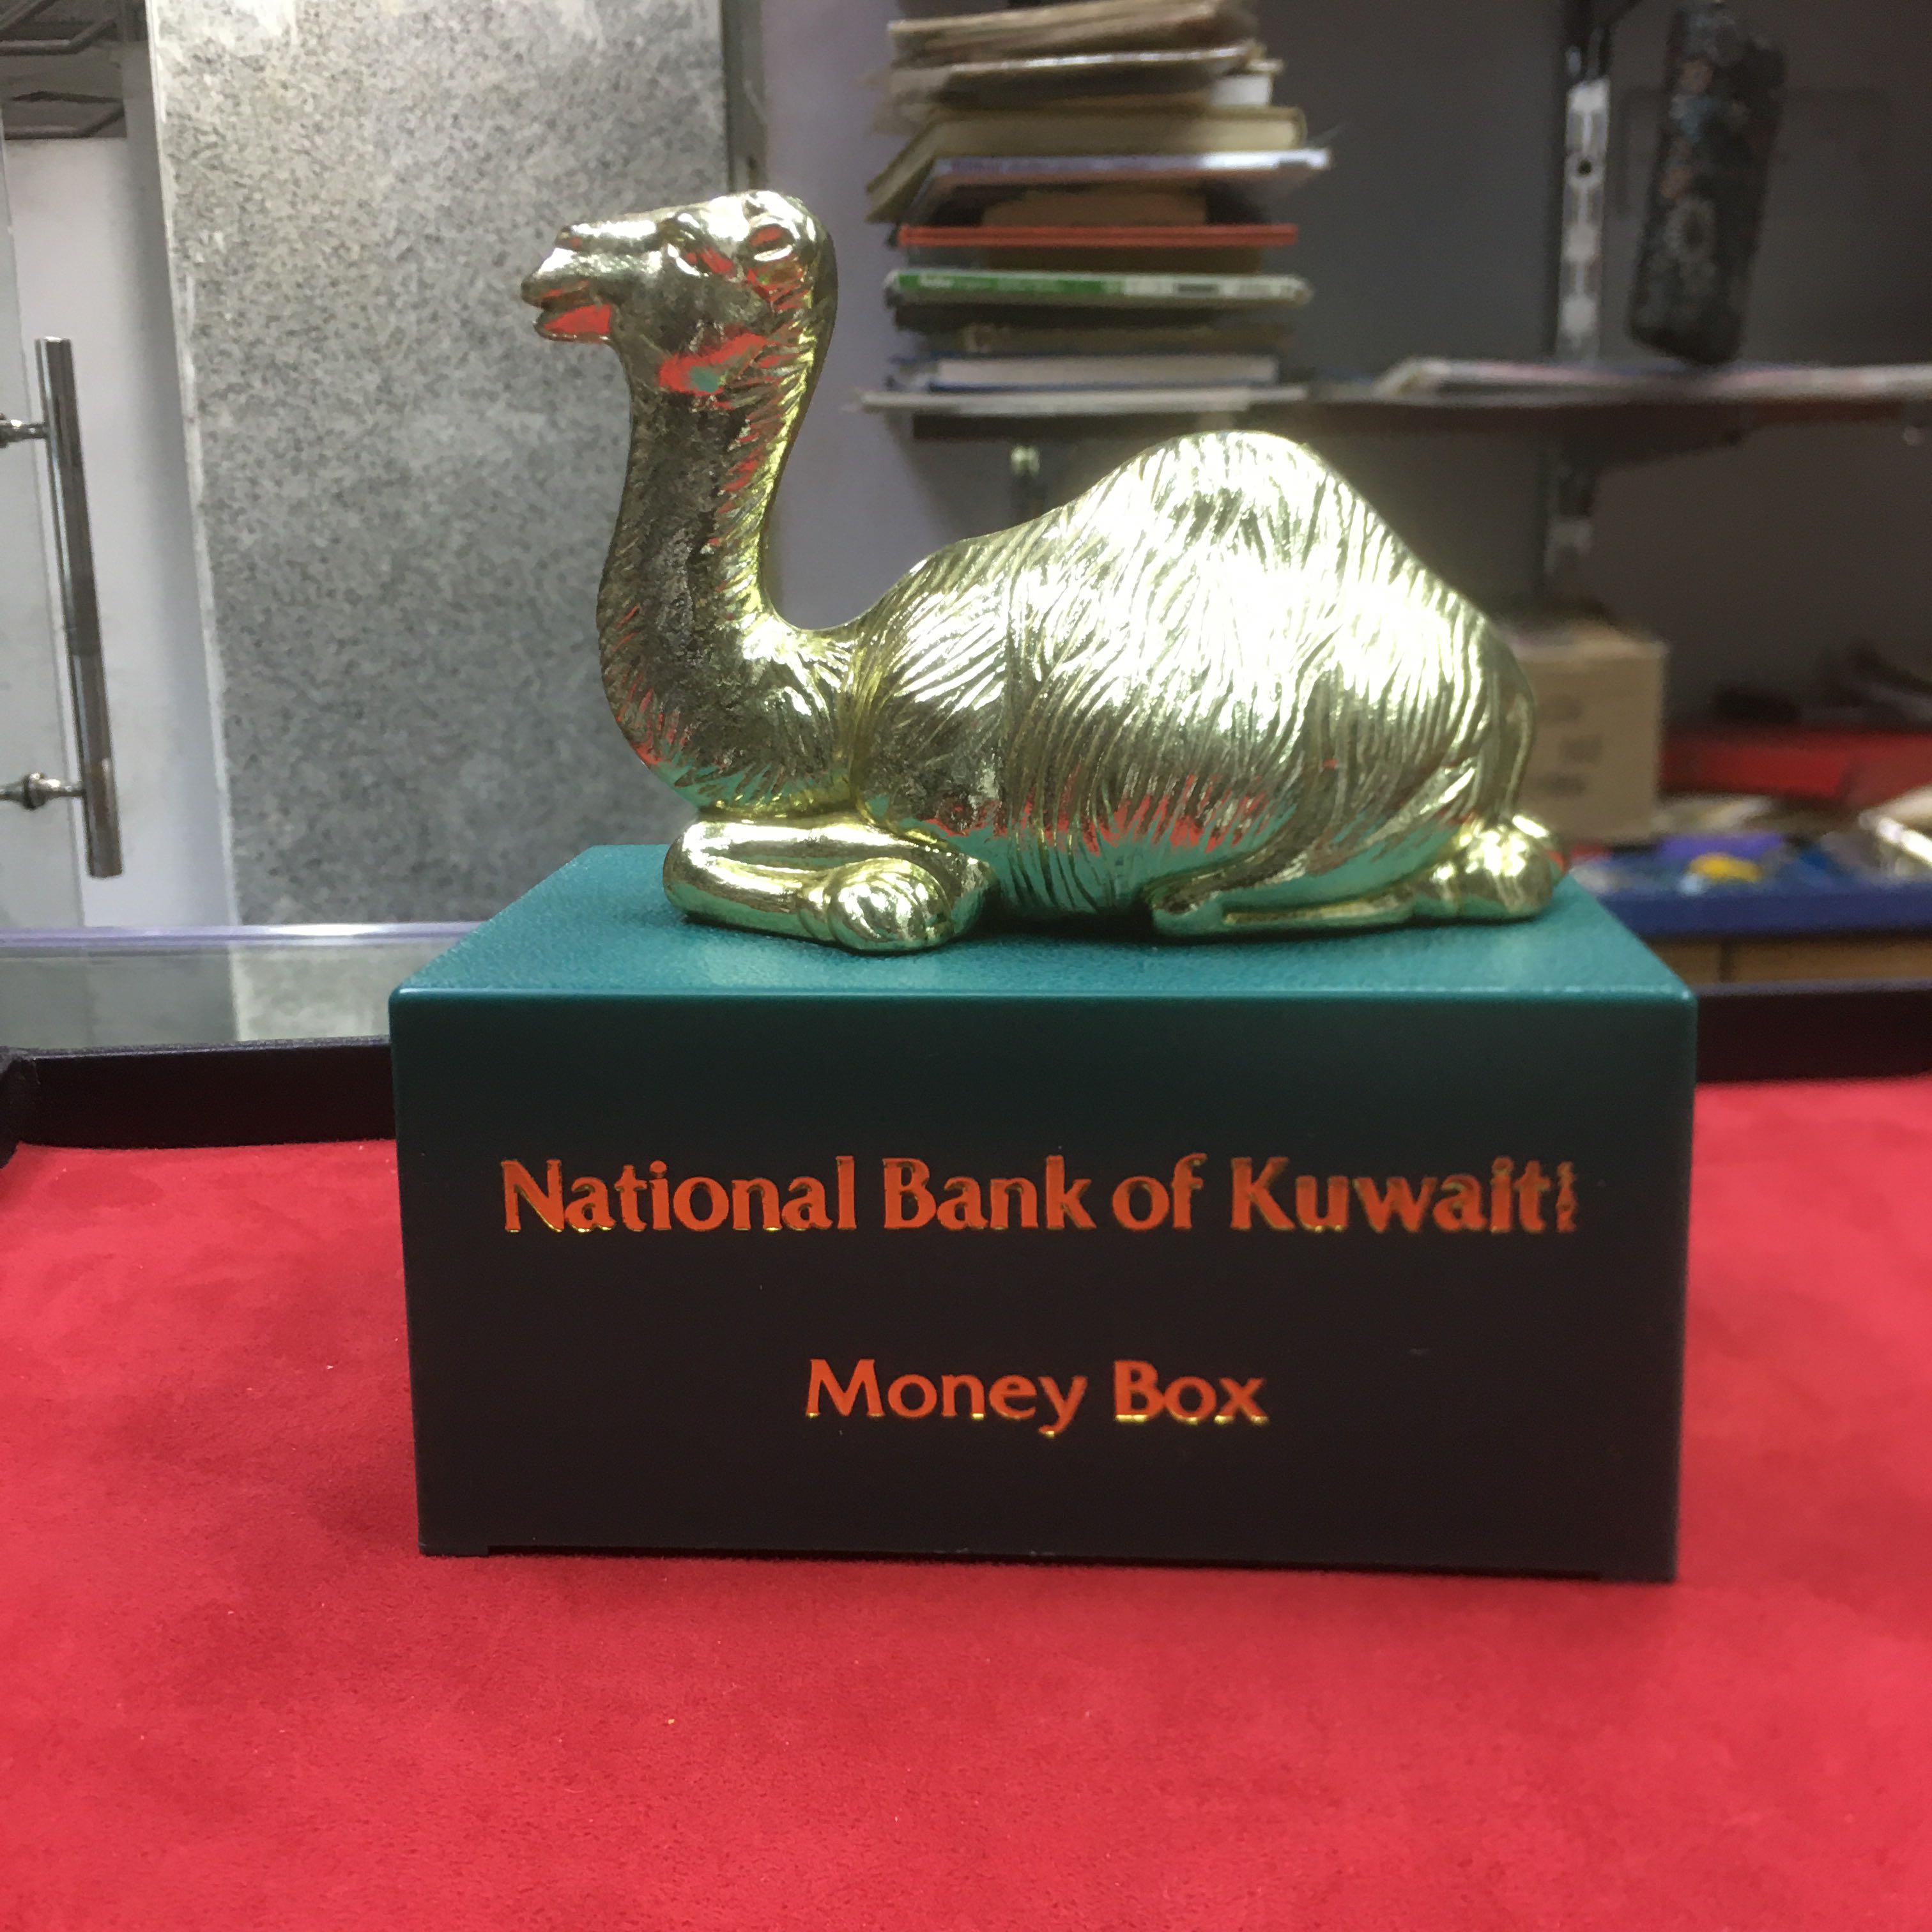 National Bank of Kuwait S.A.K.
Money Box